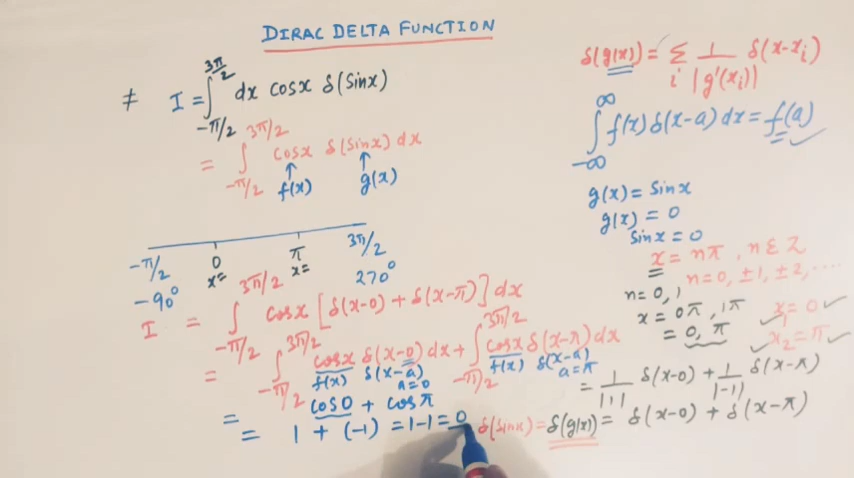 DIRAC DELTA FUNCTION
≠ I = ∫_{-π/2}^{3π/2} dx cosx δ(sinx)
= ∫_{-π/2}^{3π/2} cosx δ(sinx) dx
↑ f(x) ↑ g(x)
-π/2 0 π 3π/2
-90° x= x= 270°
I = ∫_{-π/2}^{3π/2} cosx [δ(x-0) + δ(x-π)] dx
= ∫_{-π/2}^{3π/2} cosx δ(x-0) dx + ∫_{-π/2}^{3π/2} cosx δ(x-π) dx
f(x) δ(x-a) f(x) δ(x-a)
a=0 a=π
= cos0 + cosπ
= 1 + (-1) = 1-1 = 0
δ(g(x)) = Σ_i 1/|g'(x_i)| δ(x-x_i)
∫_{-∞}^{∞} f(x) δ(x-a) dx = f(a) ✓
g(x) = sinx
g(x) = 0
sinx = 0
x = nπ, n ∈ Z
n = 0, ±1, ±2, ....
n = 0, 1
x = 0π, 1π x_1 = 0 ✓
= 0, π ✓ x_2 = π ✓
= 1/|1| δ(x-0) + 1/|-1| δ(x-π)
δ(sinx) = δ(g(x)) = δ(x-0) + δ(x-π)